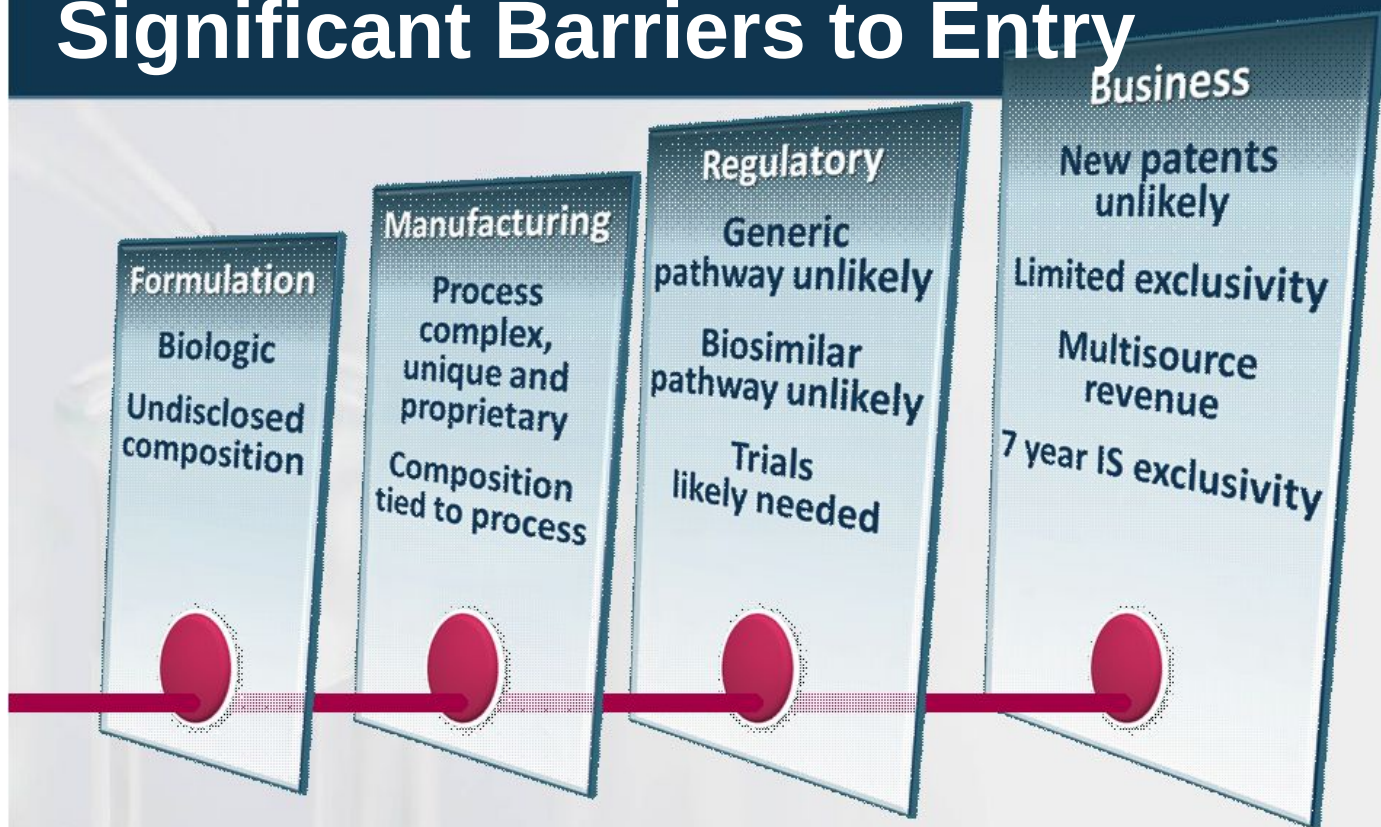 Significant Barriers to Entry
Formulation
Biologic
Undisclosed
composition
Manufacturing
Process
complex,
unique and
proprietary
Composition
tied to process
Regulatory
Generic
pathway unlikely
Biosimilar
pathway unlikely
Trials
likely needed
Business
New patents
unlikely
Limited exclusivity
Multisource
revenue
7 year IS exclusivity